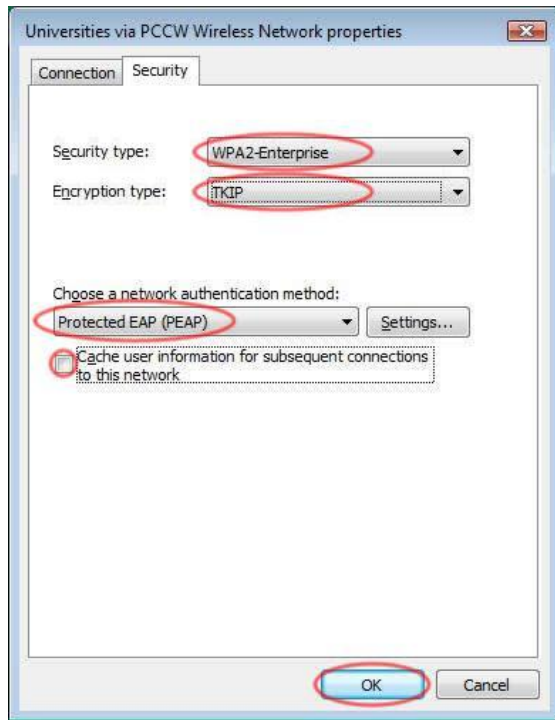 Universities via PCCW Wireless Network properties
Connection Security
Security type: WPA2-Enterprise
Encryption type: TKIP
Choose a network authentication method:
Protected EAP (PEAP) Settings...
Cache user information for subsequent connections
to this network
OK Cancel